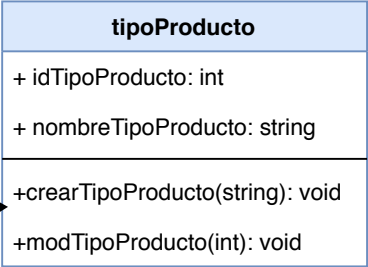 tipoProducto
+ idTipoProducto: int
+ nombreTipoProducto: string
+crearTipoProducto(string): void
+modTipoProducto(int): void